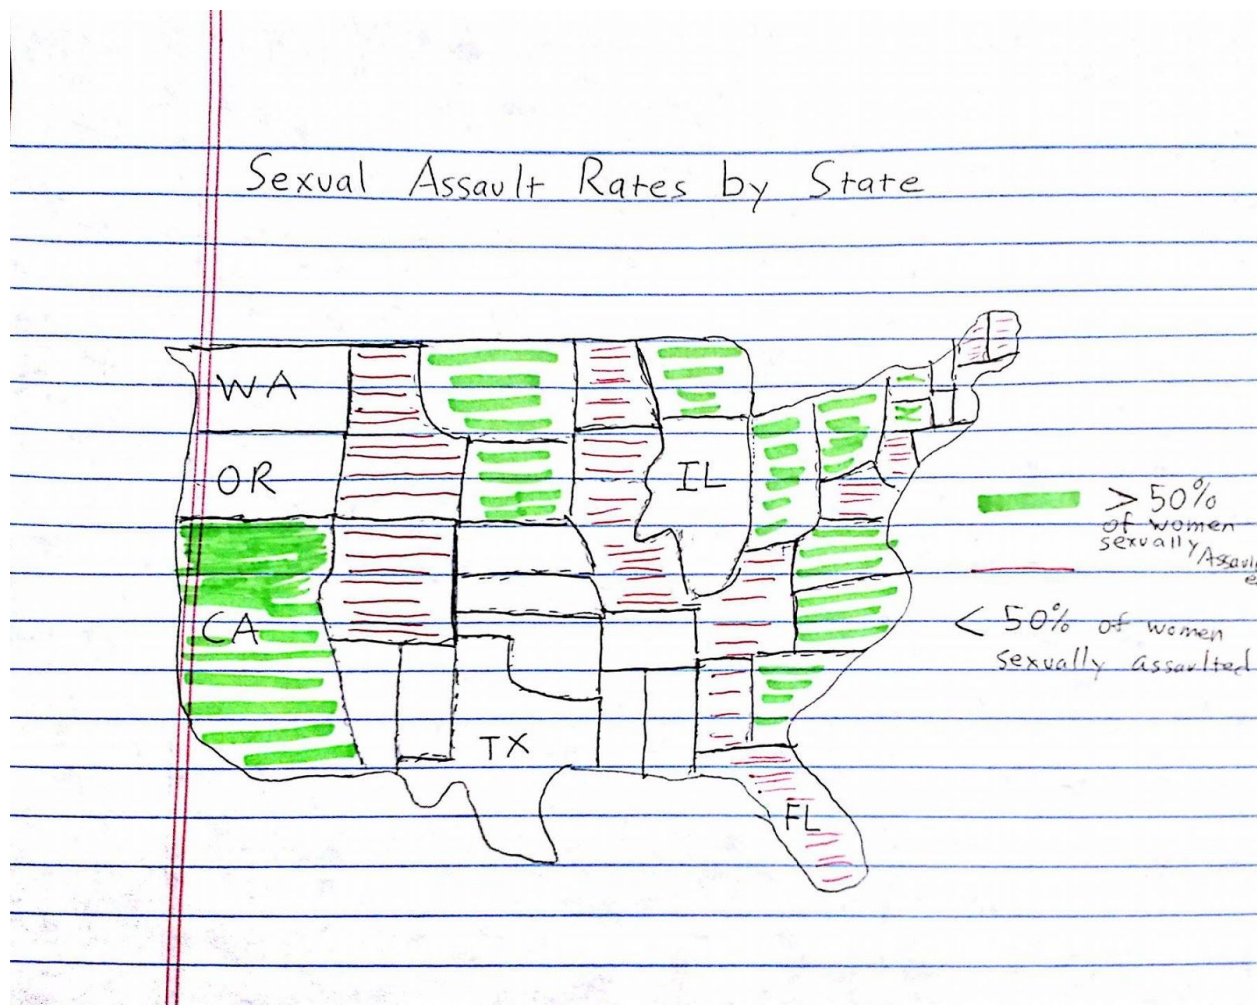 Sexual Assault Rates by State
WA
OR
IL
CA
TX
FL
> 50%
of women
sexually/Assault
e
< 50% of women
sexually assaulted